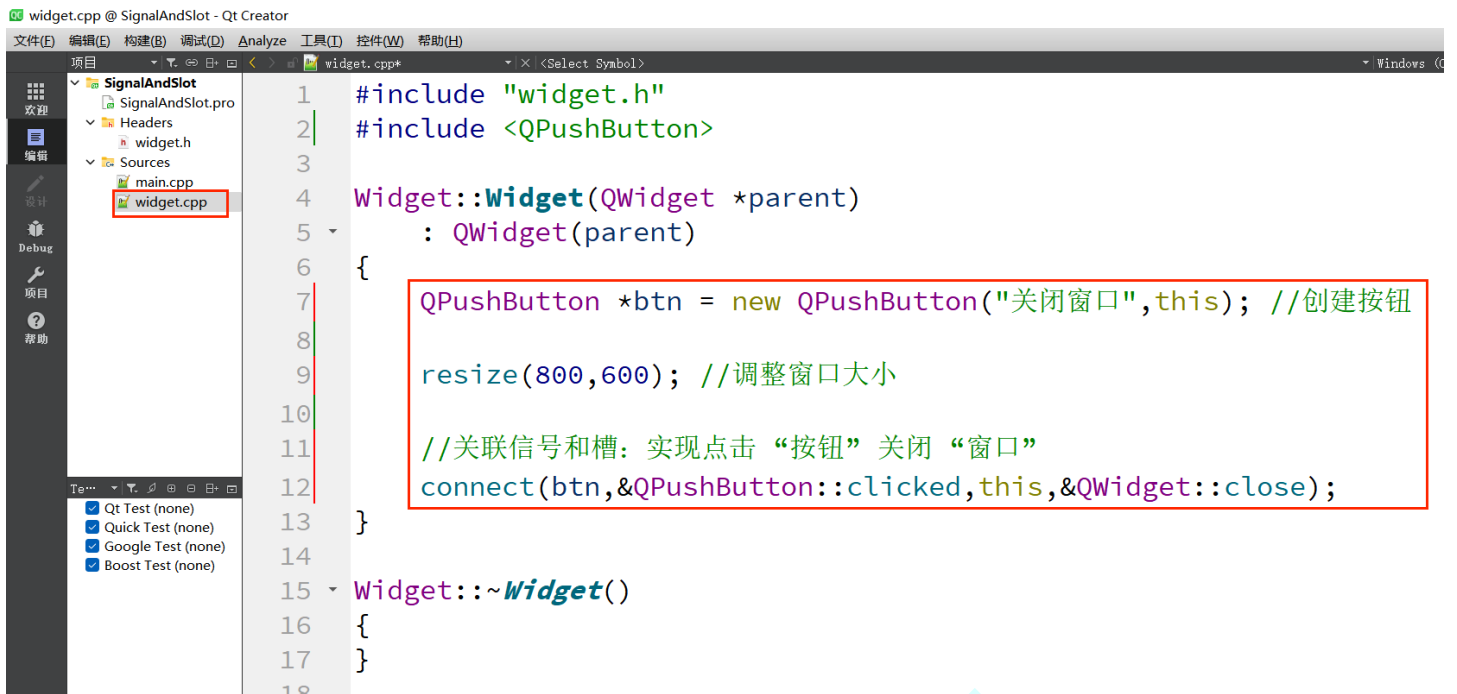 widget.cpp @ SignalAndSlot - Qt Creator
文件(F) 编辑(E) 构建(B) 调试(D) Analyze 工具(T) 控件(W) 帮助(H)
项目
widget.cpp*
<Select Symbol>
Windows (
欢迎
编辑
设计
Debug
项目
帮助
SignalAndSlot
SignalAndSlot.pro
Headers
widget.h
Sources
main.cpp
widget.cpp
Te…
Qt Test (none)
Quick Test (none)
Google Test (none)
Boost Test (none)
1 #include "widget.h"
2 #include <QPushButton>
3
4 Widget::Widget(QWidget *parent)
5 : QWidget(parent)
6 {
7 QPushButton *btn = new QPushButton("关闭窗口",this); //创建按钮
8
9 resize(800,600); //调整窗口大小
10
11 //关联信号和槽：实现点击“按钮”关闭“窗口”
12 connect(btn,&QPushButton::clicked,this,&QWidget::close);
13 }
14
15 Widget::~Widget()
16 {
17 }
18